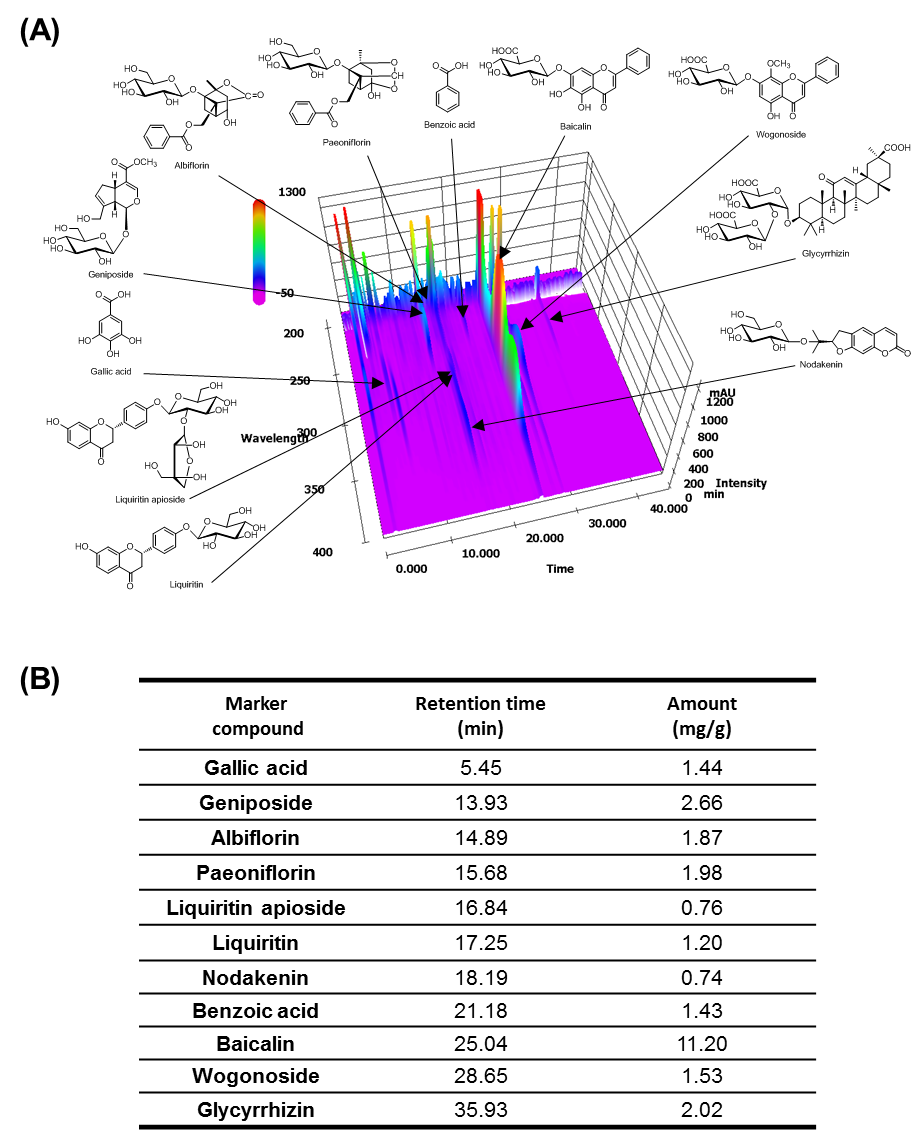 (A)
Albiflorin
Paeoniflorin
Benzoic acid
Baicalin
Wogonoside
Glycyrrhizin
Geniposide
Gallic acid
Liquiritin apioside
Liquiritin
Nodakenin
1300
-50
200
250
300
350
400
Wavelength
0.000
10.000
20.000
30.000
40.000
Time
min
mAU
1200
1000
800
600
400
200
0
Intensity
(B)
Marker compound Retention time (min) Amount (mg/g)
Gallic acid 5.45 1.44
Geniposide 13.93 2.66
Albiflorin 14.89 1.87
Paeoniflorin 15.68 1.98
Liquiritin apioside 16.84 0.76
Liquiritin 17.25 1.20
Nodakenin 18.19 0.74
Benzoic acid 21.18 1.43
Baicalin 25.04 11.20
Wogonoside 28.65 1.53
Glycyrrhizin 35.93 2.02